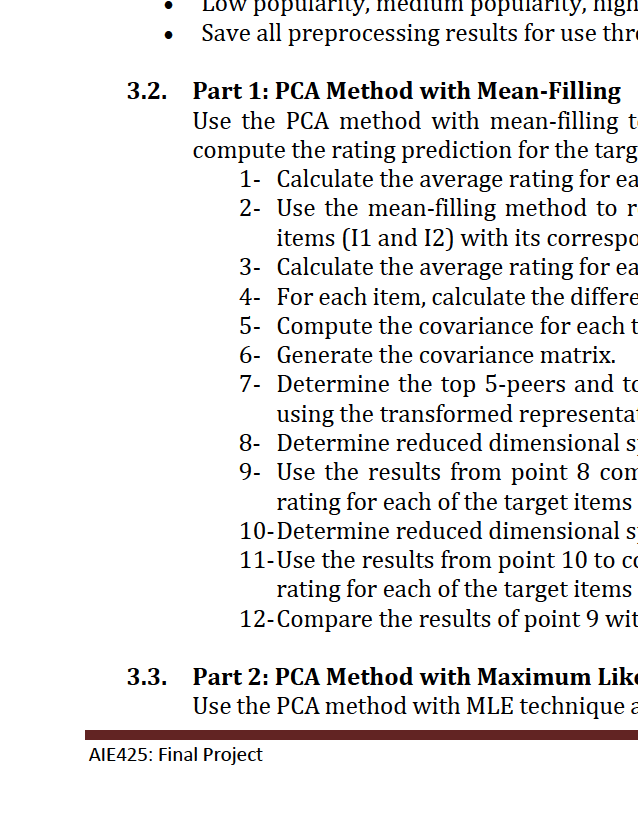 Low popularity, medium popularity, high
• Save all preprocessing results for use thr
3.2. Part 1: PCA Method with Mean-Filling
Use the PCA method with mean-filling t
compute the rating prediction for the targ
1- Calculate the average rating for ea
2- Use the mean-filling method to r
items (I1 and I2) with its correspo
3- Calculate the average rating for ea
4- For each item, calculate the differe
5- Compute the covariance for each t
6- Generate the covariance matrix.
7- Determine the top 5-peers and to
using the transformed representa
8- Determine reduced dimensional s
9- Use the results from point 8 com
rating for each of the target items
10- Determine reduced dimensional s
11- Use the results from point 10 to co
rating for each of the target items
12- Compare the results of point 9 wit
3.3. Part 2: PCA Method with Maximum Like
Use the PCA method with MLE technique a
AIE425: Final Project